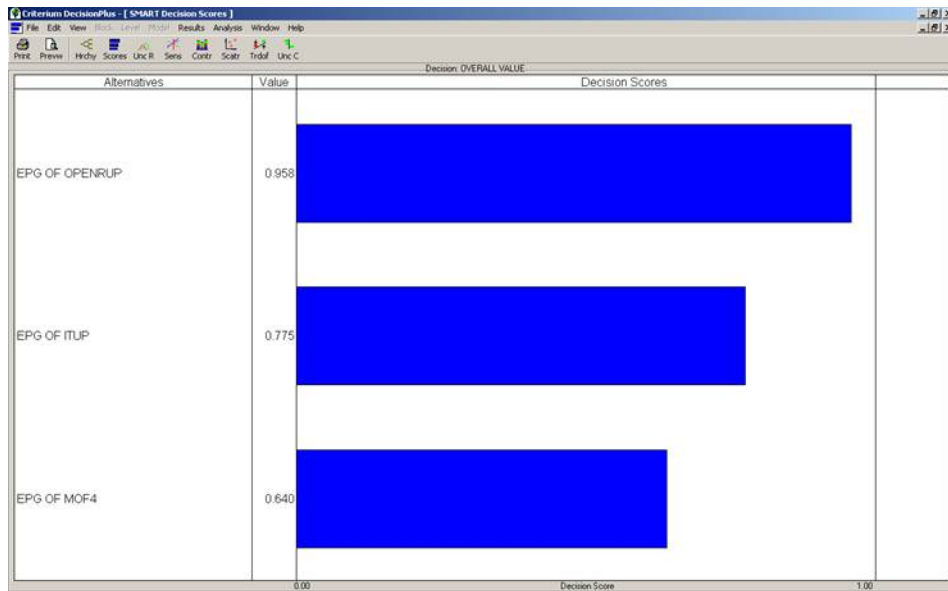 Criterium DecisionPlus - [ SMART Decision Scores ]
File Edit View Block Level Model Results Analysis Window Help
Print Prevw Hrchy Scores Unc R Sens Contr Scatr Trdof Unc C
Decision: OVERALL VALUE
Alternatives Value Decision Scores
EPG OF OPENRUP 0.958
EPG OF ITUP 0.775
EPG OF MOF4 0.640
0.00 Decision Score 1.00